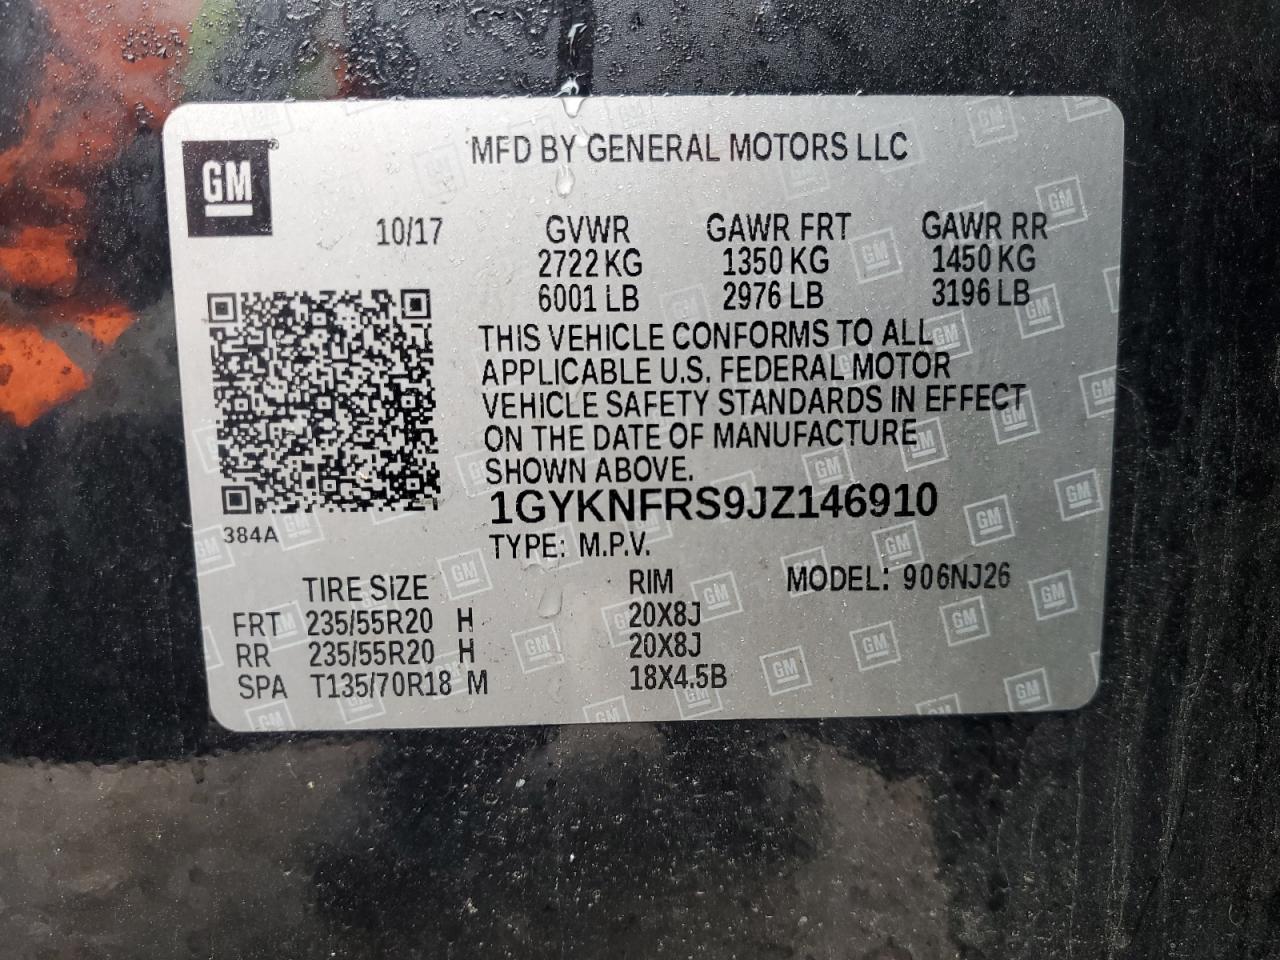 MFD BY GENERAL MOTORS LLC
GM
10/17
GVWR GAWR FRT GAWR RR
2722 KG 1350 KG 1450 KG
6001 LB 2976 LB 3196 LB
THIS VEHICLE CONFORMS TO ALL
APPLICABLE U.S. FEDERAL MOTOR
VEHICLE SAFETY STANDARDS IN EFFECT
ON THE DATE OF MANUFACTURE
SHOWN ABOVE.
1GYKNFRS9JZ146910
384A
TYPE: M.P.V.
TIRE SIZE RIM MODEL: 906NJ26
FRT 235/55R20 H 20X8J
RR 235/55R20 H 20X8J
SPA T135/70R18 M 18X4.5B